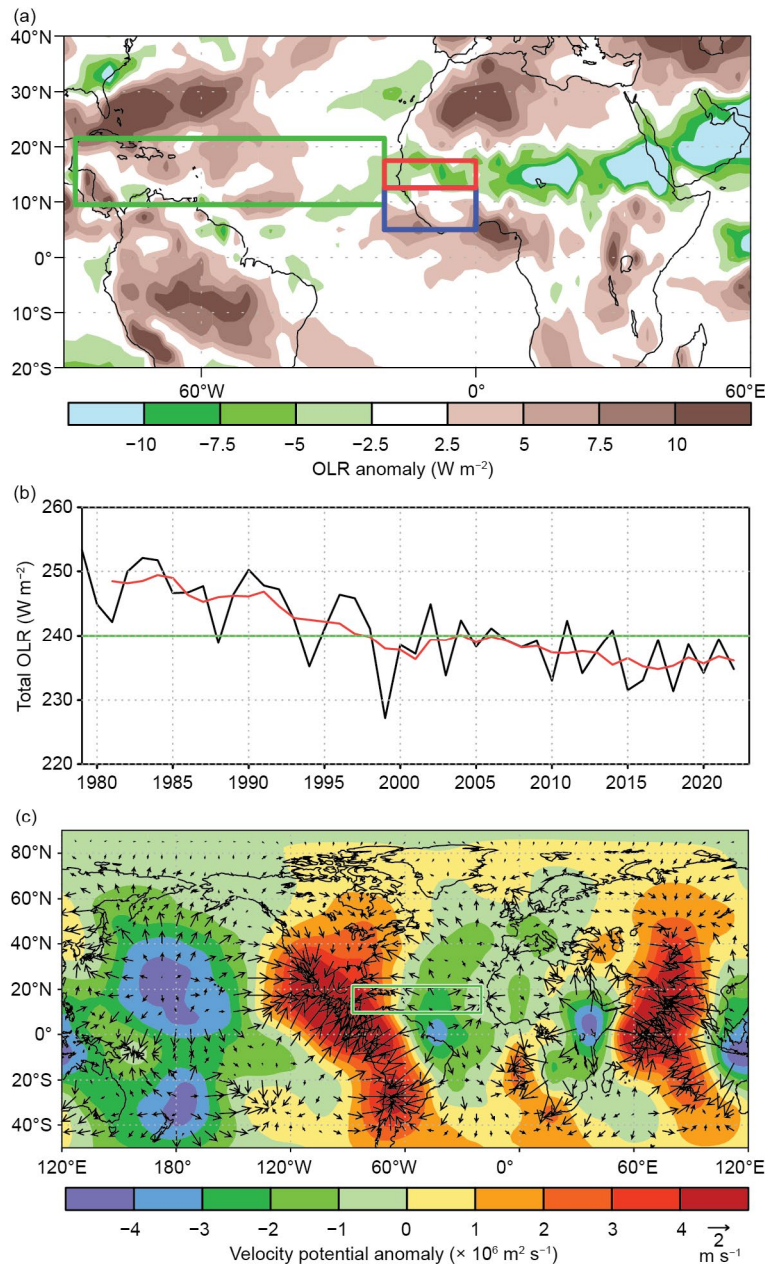 (a)
40°N
30°N
20°N
10°N
0°
10°S
20°S
60°W 0° 60°E
−10 −7.5 −5 −2.5 2.5 5 7.5 10
OLR anomaly (W m⁻²)
(b)
260
250
240
230
220
Total OLR (W m⁻²)
1980 1985 1990 1995 2000 2005 2010 2015 2020
(c)
80°N
60°N
40°N
20°N
0°
20°S
40°S
120°E 180° 120°W 60°W 0° 60°E 120°E
−4 −3 −2 −1 0 1 2 3 4 2
Velocity potential anomaly (× 10⁶ m² s⁻¹) m s⁻¹